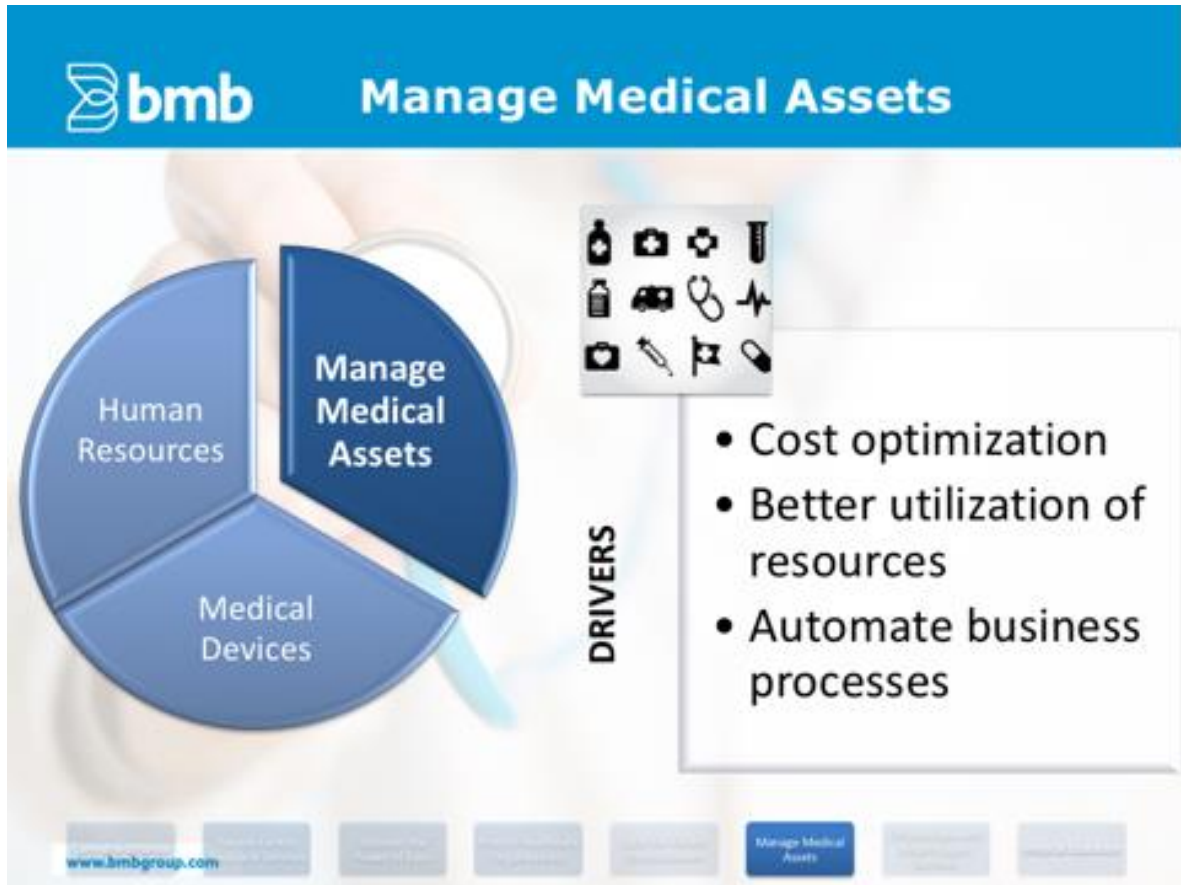 bmb
Manage Medical Assets
Human
Resources
Manage
Medical
Assets
Medical
Devices
DRIVERS
• Cost optimization
• Better utilization of
resources
• Automate business
processes
www.bmbgroup.com
Manage Medical
Assets